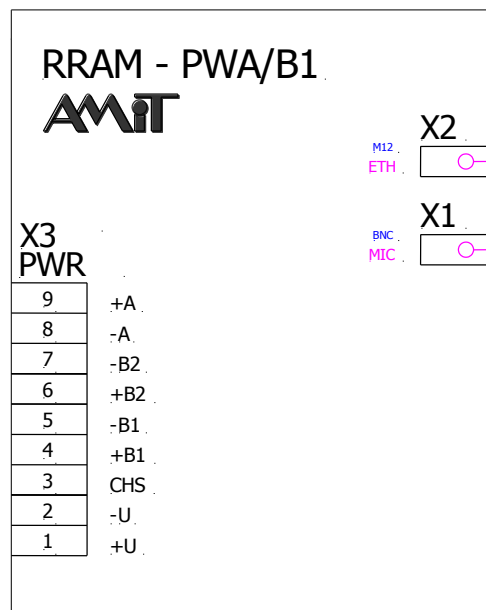 RRAM - PWA/B1
AMiT
X2
M12
ETH
X1
BNC
MIC
X3
PWR
9 +A
8 -A
7 -B2
6 +B2
5 -B1
4 +B1
3 CHS
2 -U
1 +U